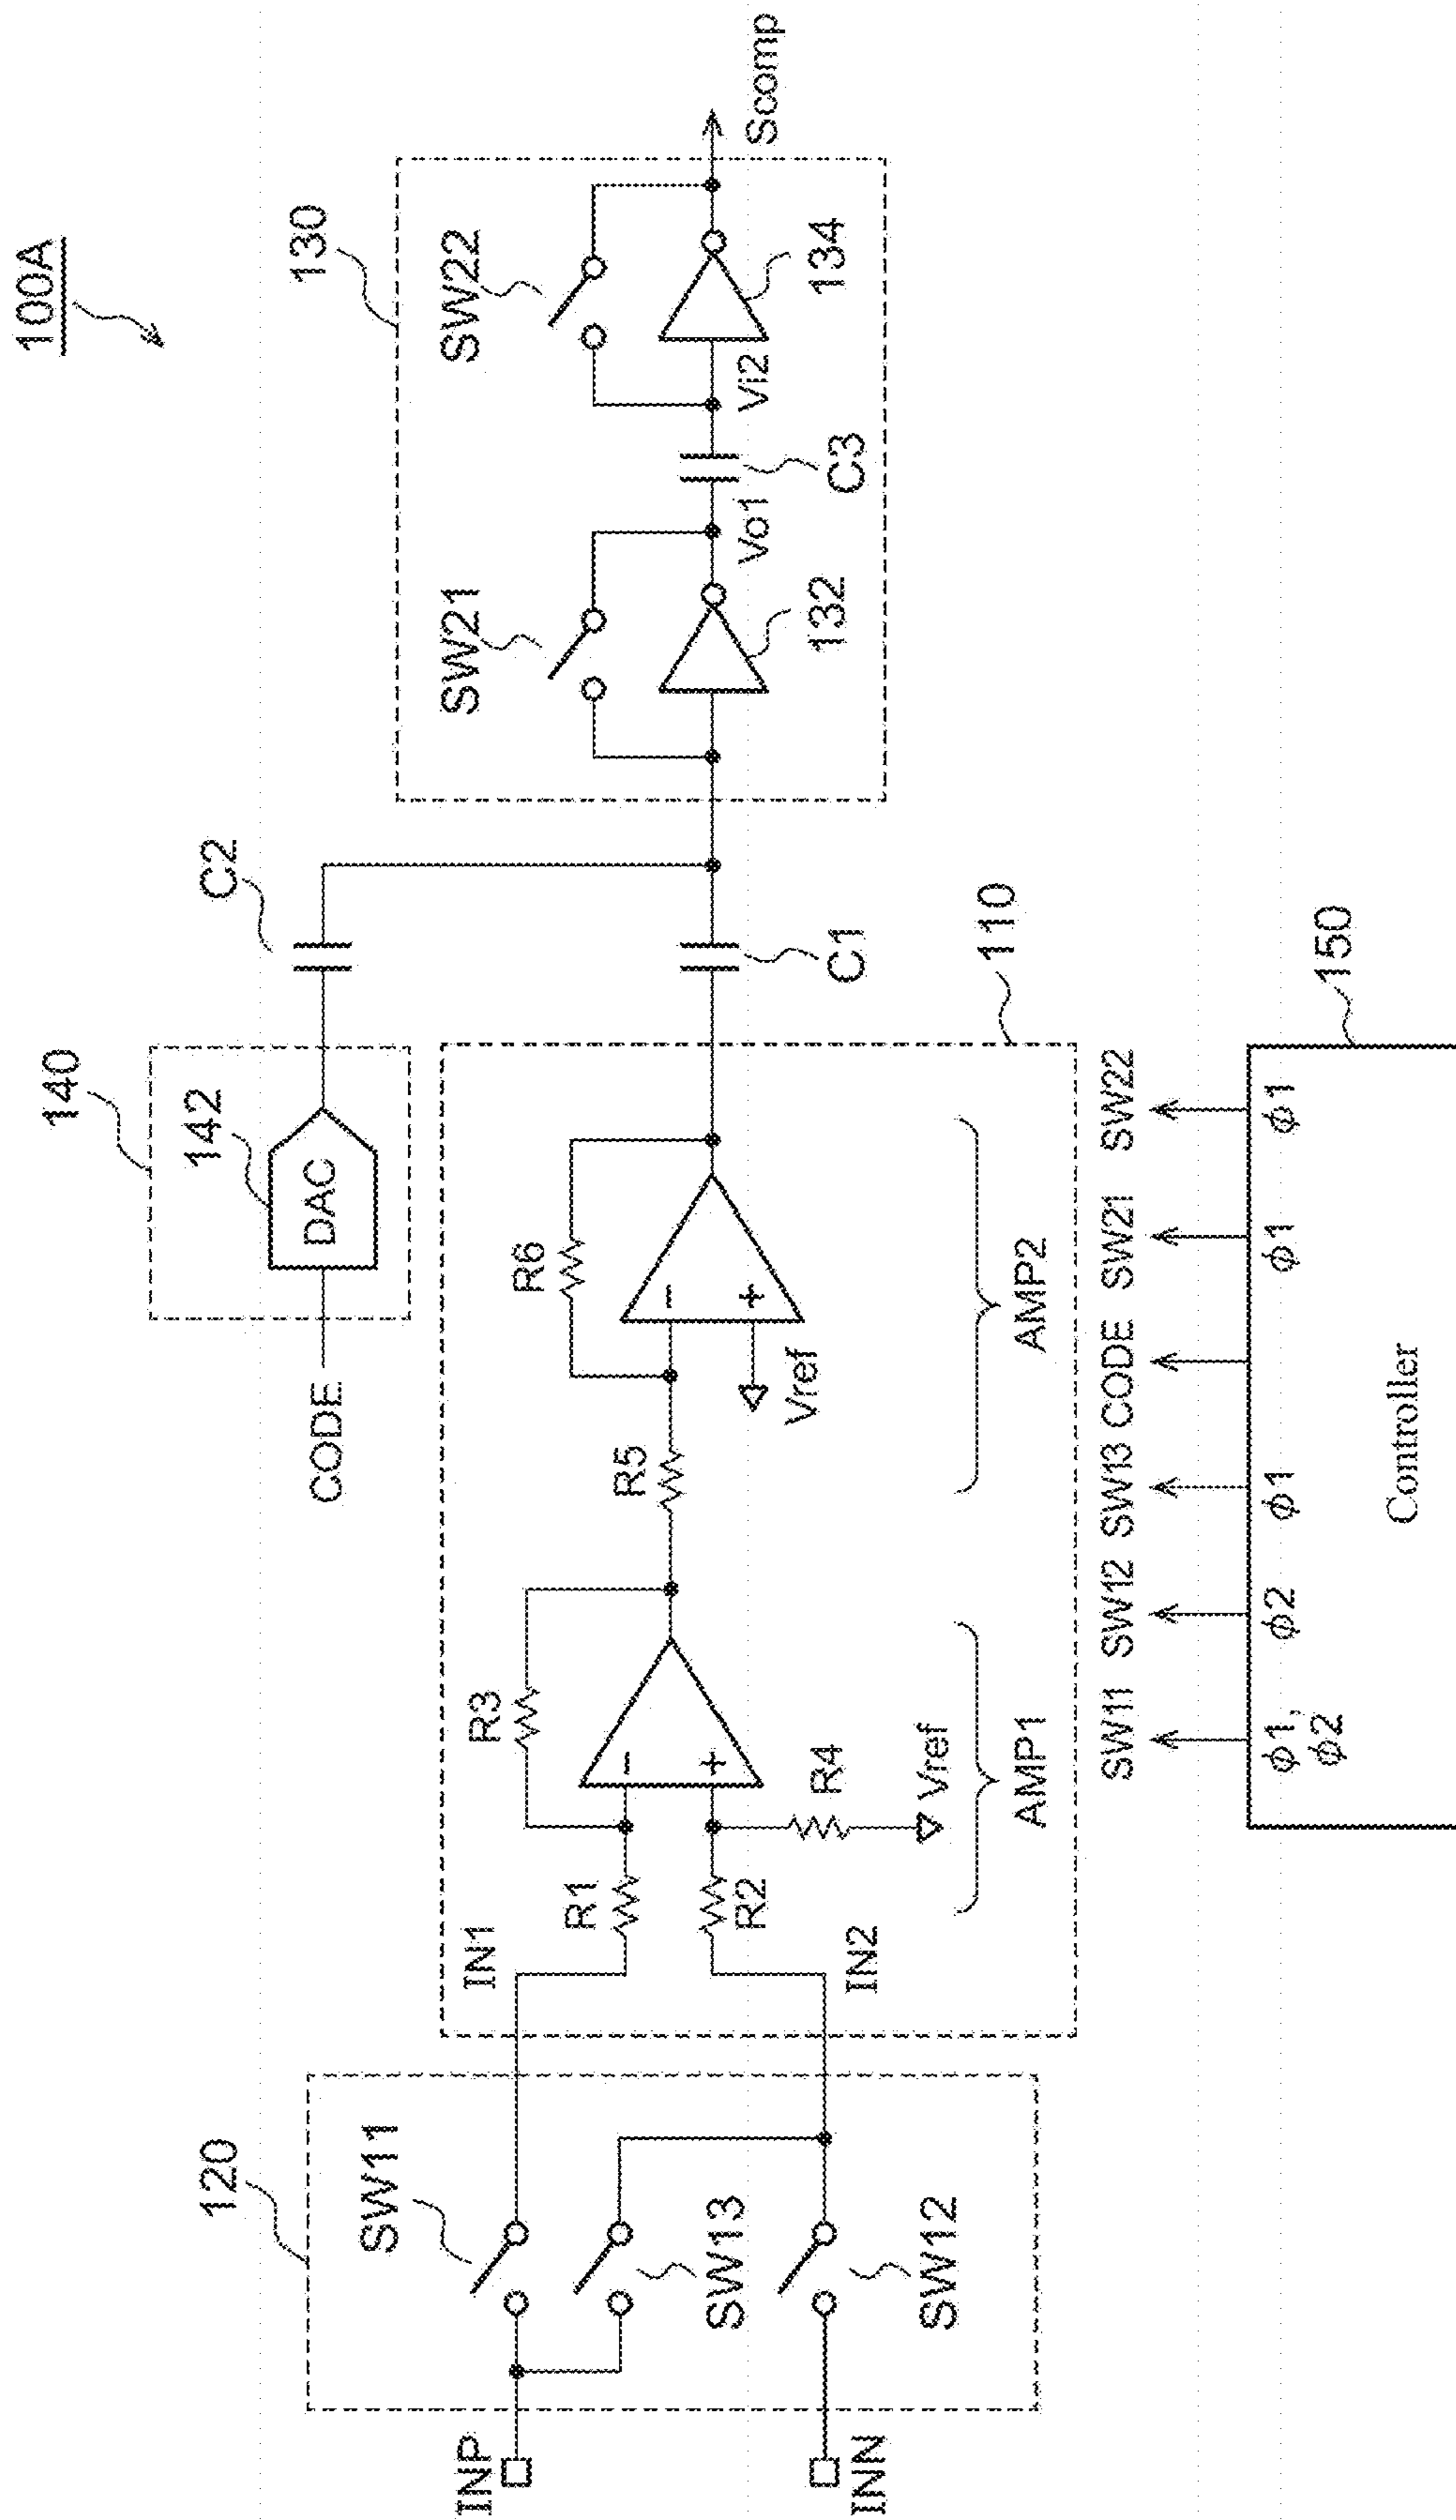 100A
140
142
DAC
CODE
C2
130
SW21
SW22
132
Vo1
C3
Vi2
134
Scomp
120
SW11
SW13
SW12
INP
INN
110
IN1
IN2
R1
R2
R3
R4
Vref
AMP1
R5
R6
Vref
AMP2
C1
SW11 SW12 SW13 CODE SW21 SW22
ϕ1, ϕ2 ϕ1 ϕ1 ϕ1
ϕ2
150
Controller